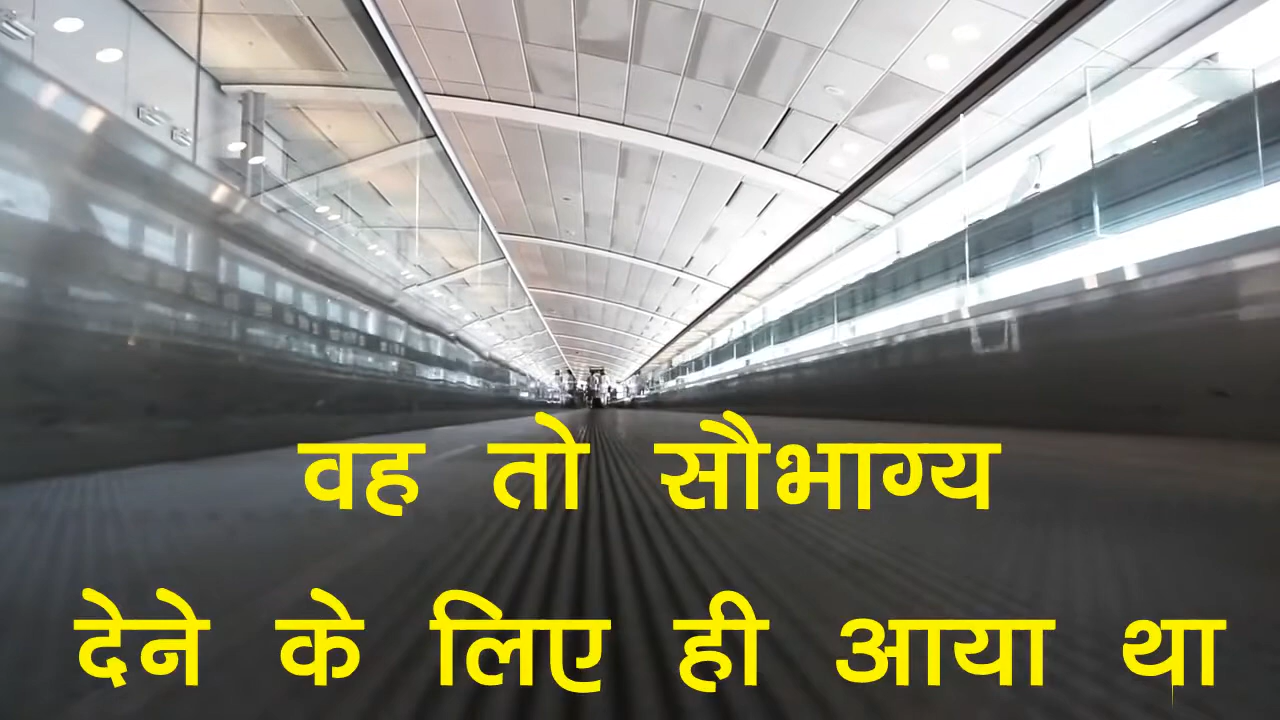 वह तो सौभाग्य
देने के लिए ही आया था